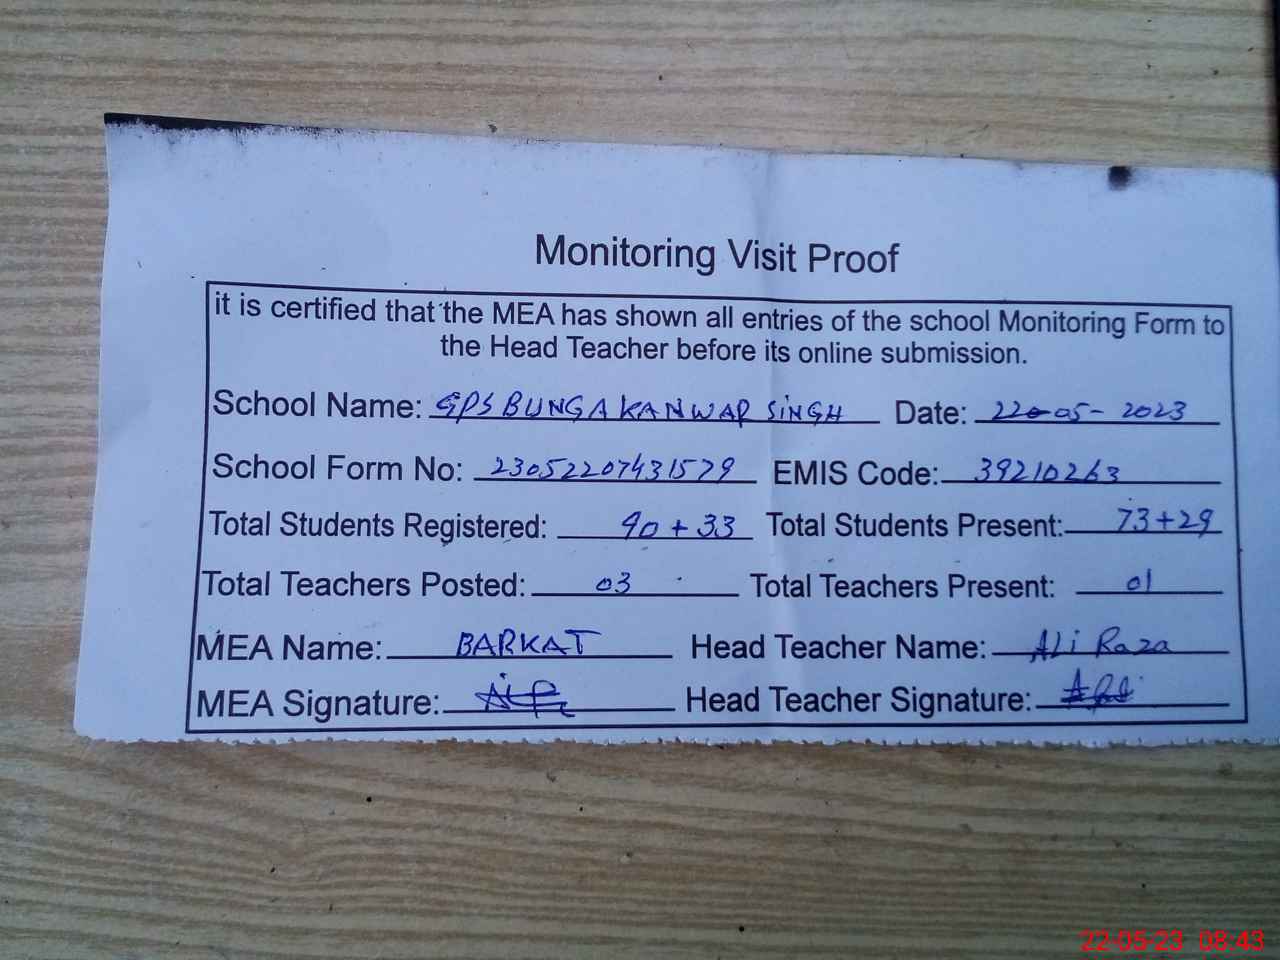 Monitoring Visit Proof
it is certified that the MEA has shown all entries of the school Monitoring Form to
the Head Teacher before its online submission.
School Name: GPS BUNGA KANWAR SINGH Date: 22-05-2023
School Form No: 23052207431579 EMIS Code: 39210263
Total Students Registered: 90 + 33 Total Students Present: 73+29
Total Teachers Posted: 03 Total Teachers Present: 01
MEA Name: BARKAT Head Teacher Name: ALi Raza
MEA Signature: Head Teacher Signature:
22-05-23 08:43